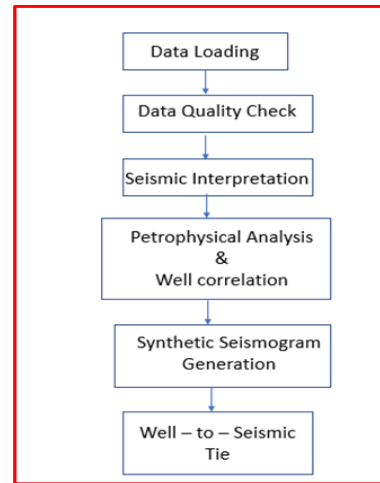 Data Loading
Data Quality Check
Seismic Interpretation
Petrophysical Analysis
&
Well correlation
Synthetic Seismogram
Generation
Well – to – Seismic
Tie